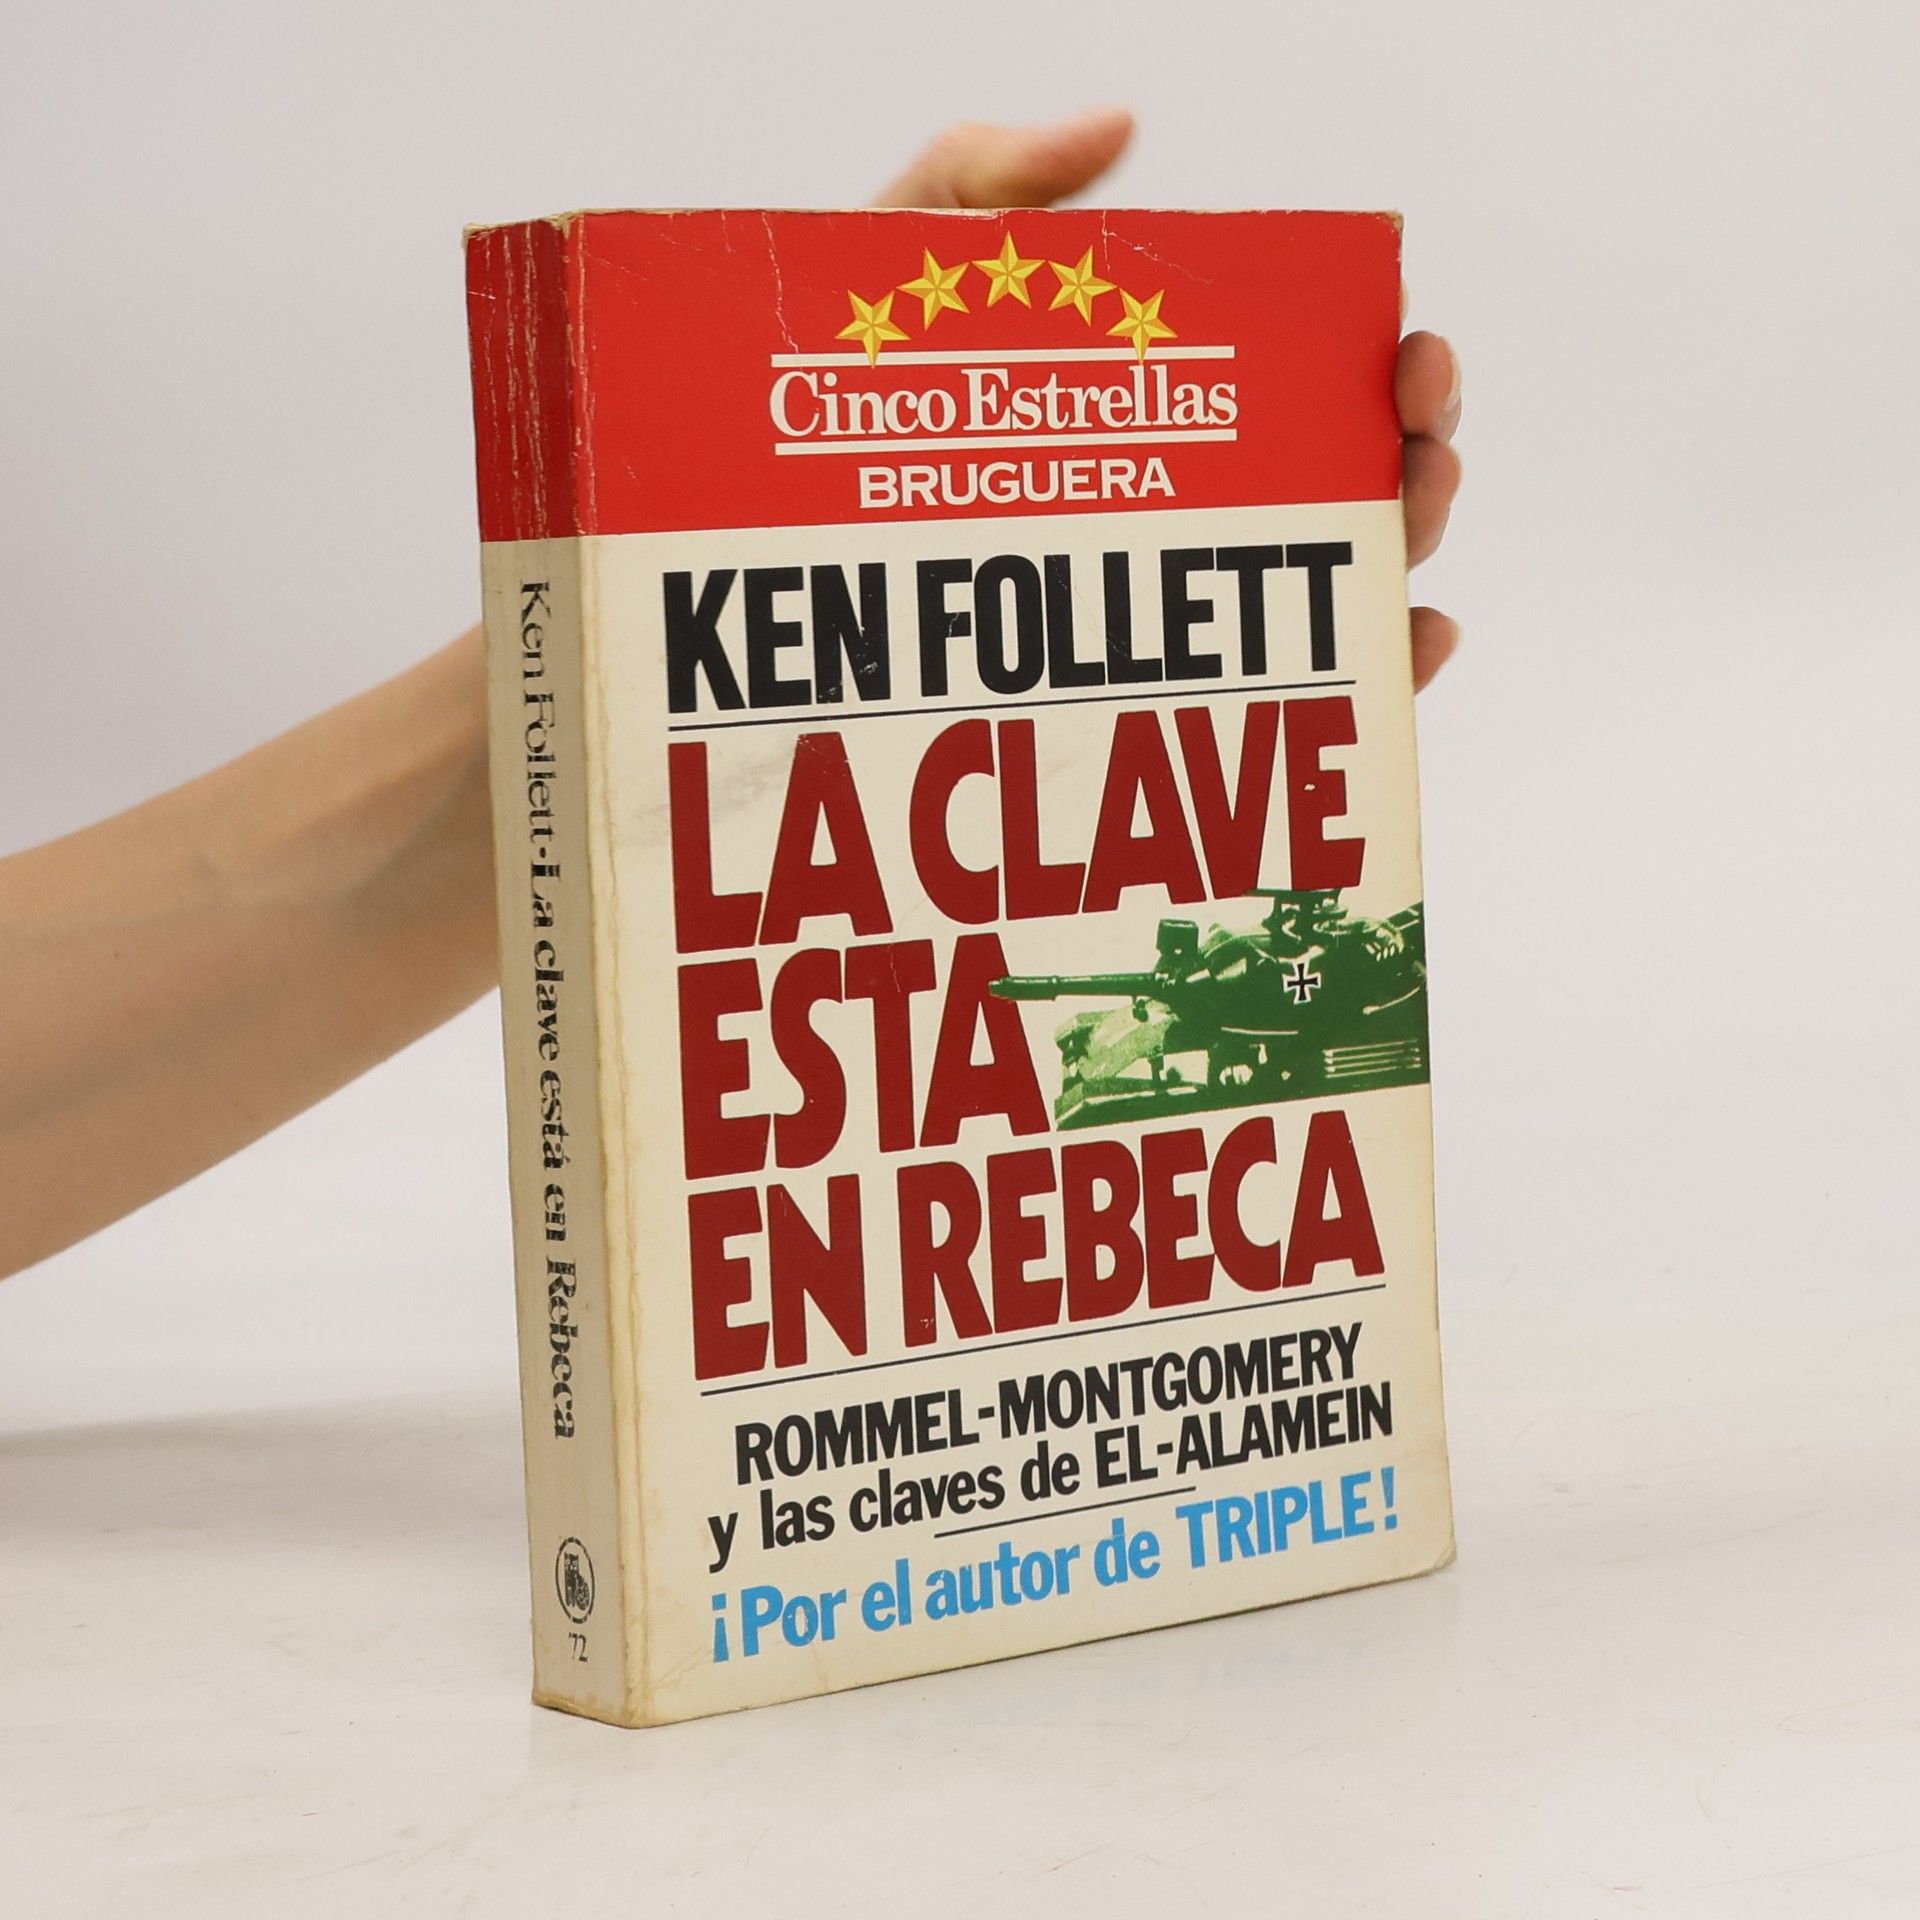 Cinco Estrellas
BRUGUERA
KEN FOLLETT
LA CLAVE
ESTA
EN REBECA
ROMMEL-MONTGOMERY
y las claves de EL-ALAMEIN
¡Por el autor de TRIPLE!
Ken Follett·La clave está en Rebeca
72